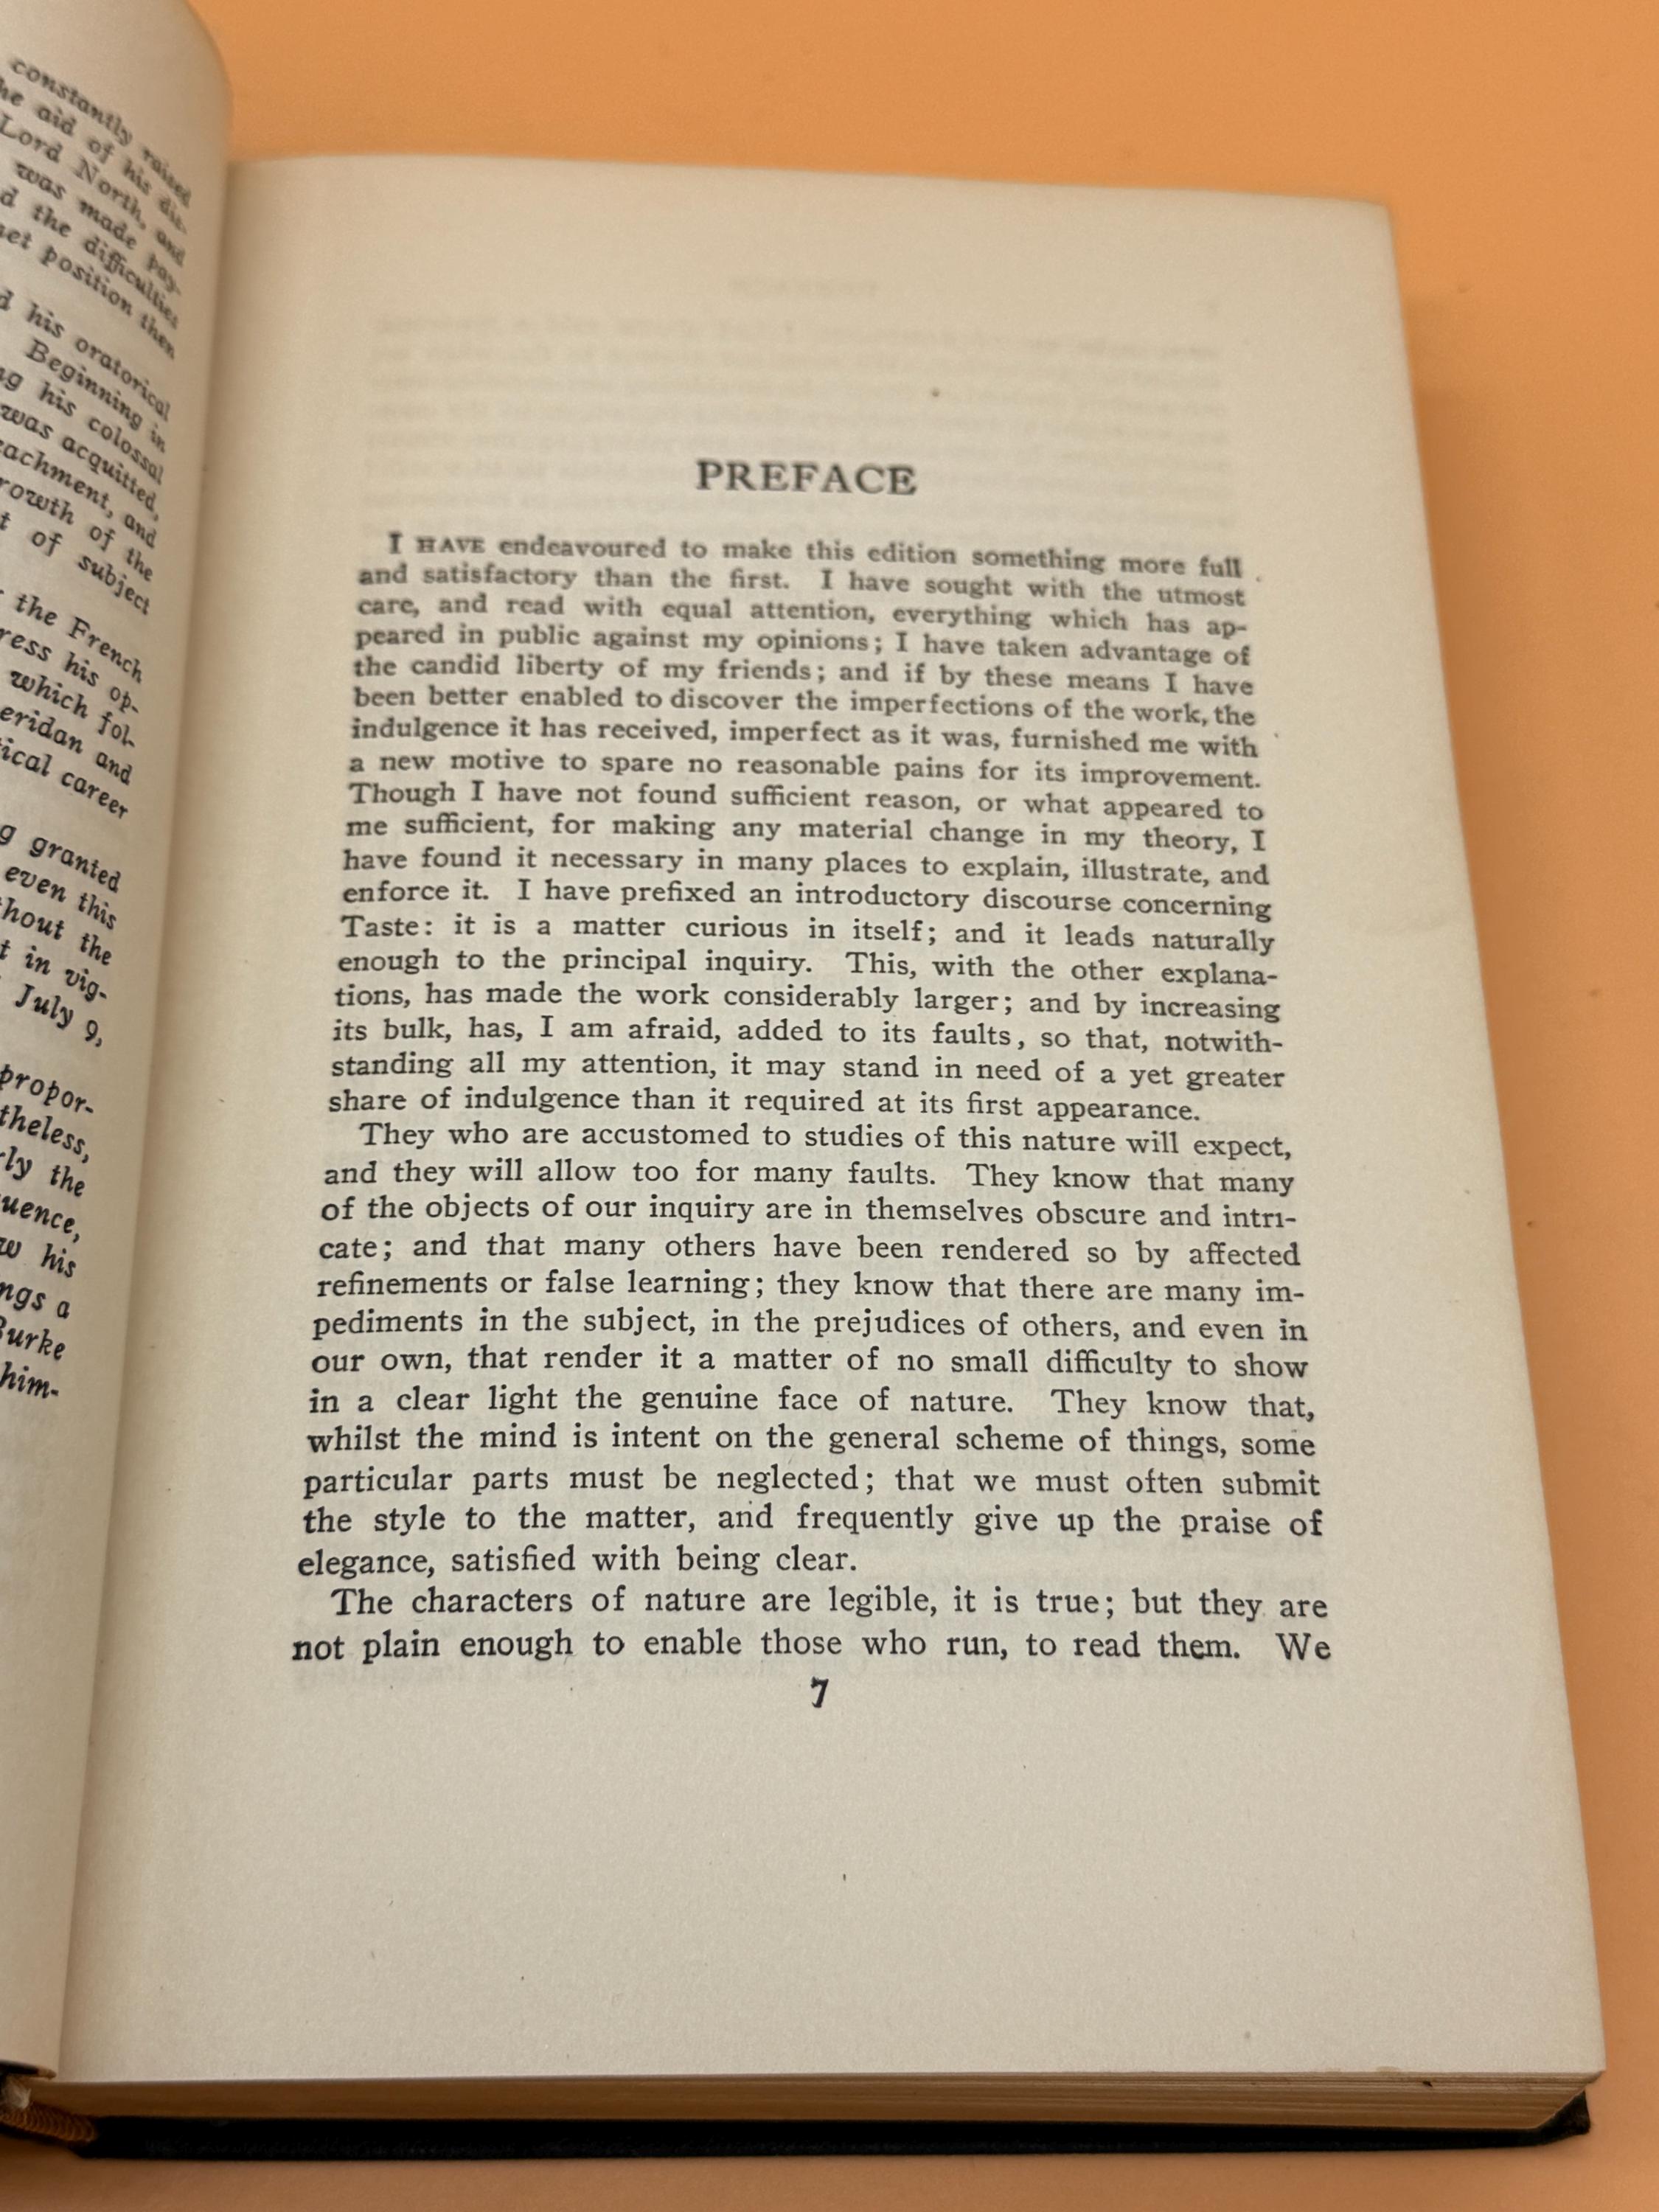 constantly raised
he aid of his dis-
Lord North, and
was made pay-
d the difficulties
net position then
d his oratorical
Beginning in
ng his colossal
was acquitted,
eachment, and
rowth of the
t of subject
the French
ress his op-
which fol-
eridan and
ical career
g granted
even this
hout the
t in vig-
July 9,
propor-
theless,
rly the
uence,
w his
ngs a
Burke
him-
PREFACE
I HAVE endeavoured to make this edition something more full
and satisfactory than the first. I have sought with the utmost
care, and read with equal attention, everything which has ap-
peared in public against my opinions; I have taken advantage of
the candid liberty of my friends; and if by these means I have
been better enabled to discover the imperfections of the work, the
indulgence it has received, imperfect as it was, furnished me with
a new motive to spare no reasonable pains for its improvement.
Though I have not found sufficient reason, or what appeared to
me sufficient, for making any material change in my theory, I
have found it necessary in many places to explain, illustrate, and
enforce it. I have prefixed an introductory discourse concerning
Taste: it is a matter curious in itself; and it leads naturally
enough to the principal inquiry. This, with the other explana-
tions, has made the work considerably larger; and by increasing
its bulk, has, I am afraid, added to its faults, so that, notwith-
standing all my attention, it may stand in need of a yet greater
share of indulgence than it required at its first appearance.
They who are accustomed to studies of this nature will expect,
and they will allow too for many faults. They know that many
of the objects of our inquiry are in themselves obscure and intri-
cate; and that many others have been rendered so by affected
refinements or false learning; they know that there are many im-
pediments in the subject, in the prejudices of others, and even in
our own, that render it a matter of no small difficulty to show
in a clear light the genuine face of nature. They know that,
whilst the mind is intent on the general scheme of things, some
particular parts must be neglected; that we must often submit
the style to the matter, and frequently give up the praise of
elegance, satisfied with being clear.
The characters of nature are legible, it is true; but they are
not plain enough to enable those who run, to read them. We
7